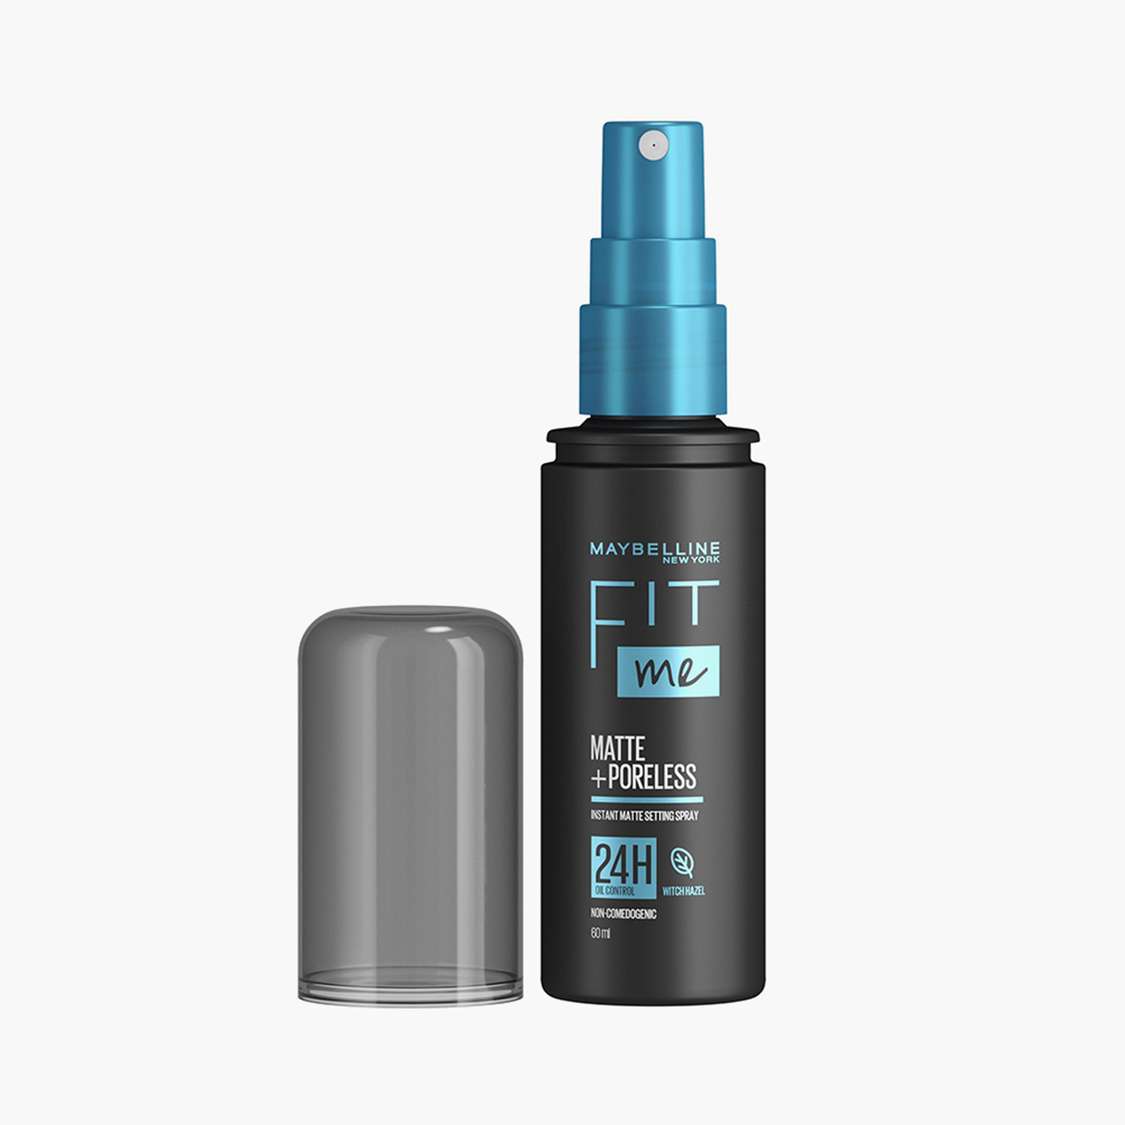 MAYBELLINE
NEW YORK
FIT
me
MATTE
+PORELESS
INSTANT MATTE SETTING SPRAY
24H
OIL CONTROL
WITCH HAZEL
NON-COMEDOGENIC
60 ml